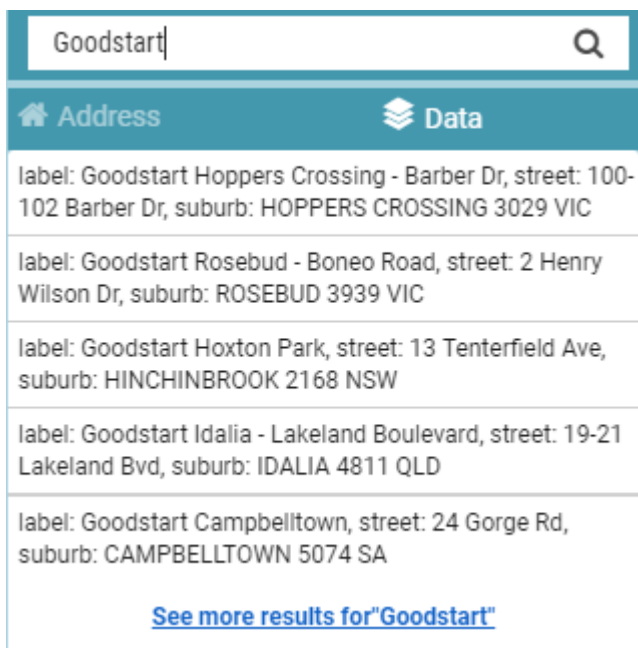 Goodstart
Address
Data
label: Goodstart Hoppers Crossing - Barber Dr, street: 100-
102 Barber Dr, suburb: HOPPERS CROSSING 3029 VIC
label: Goodstart Rosebud - Boneo Road, street: 2 Henry
Wilson Dr, suburb: ROSEBUD 3939 VIC
label: Goodstart Hoxton Park, street: 13 Tenterfield Ave,
suburb: HINCHINBROOK 2168 NSW
label: Goodstart Idalia - Lakeland Boulevard, street: 19-21
Lakeland Bvd, suburb: IDALIA 4811 QLD
label: Goodstart Campbelltown, street: 24 Gorge Rd,
suburb: CAMPBELLTOWN 5074 SA
See more results for"Goodstart"